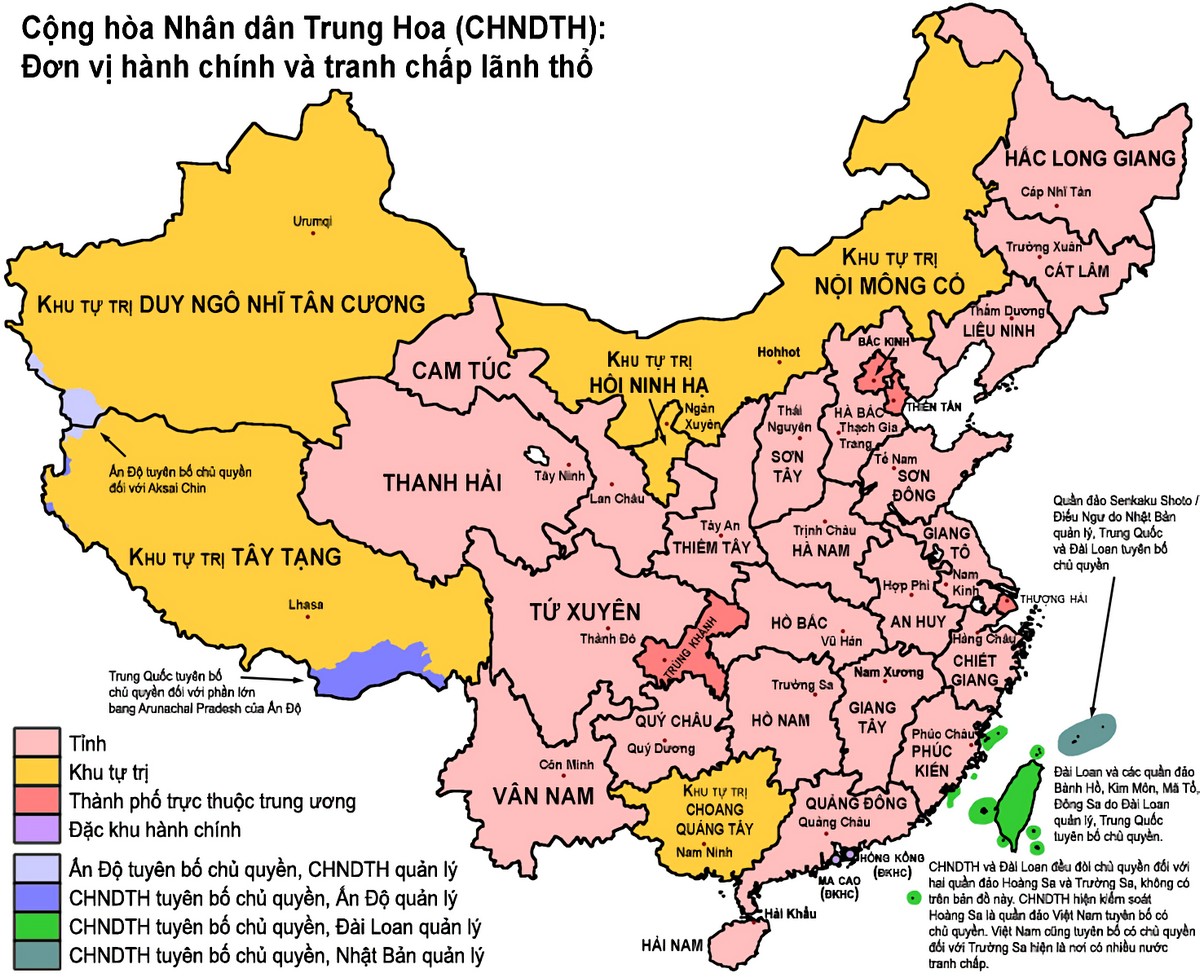 Cộng hòa Nhân dân Trung Hoa (CHNDTH):
Đơn vị hành chính và tranh chấp lãnh thổ
HẮC LONG GIANG
Cáp Nhĩ Tân
Urumqi
Trường Xuân
CÁT LÂM
KHU TỰ TRỊ
NỘI MÔNG CỔ
KHU TỰ TRỊ DUY NGÔ NHĨ TÂN CƯƠNG
Thẩm Dương
LIÊU NINH
BẮC KINH
Hohhot
KHU TỰ TRỊ
HỒI NINH HẠ
CAM TÚC
Ngân
Xuyên
THIÊN TÂN
Thái
Nguyên
HÀ BẮC
Thạch Gia
Trang
SƠN
TÂY
Tế Nam
SƠN
ĐÔNG
Ấn Độ tuyên bố chủ quyền
đối với Aksai Chin
THANH HẢI
Tây Ninh
Lan Châu
Quần đảo Senkaku Shoto /
Điếu Ngư do Nhật Bản
quản lý, Trung Quốc
và Đài Loan tuyên bố
chủ quyền
Tây An
THIỂM TÂY
Trịnh Châu
HÀ NAM
GIANG
TÔ
Nam
Kinh
KHU TỰ TRỊ TÂY TẠNG
Lhasa
Hợp Phì
AN HUY
THƯỢNG HẢI
TỨ XUYÊN
Thành Đô
TRÙNG KHÁNH
HỒ BẮC
Vũ Hán
Hàng Châu
CHIẾT
GIANG
Trung Quốc tuyên bố
chủ quyền đối với phần lớn
bang Arunachal Pradesh của Ấn Độ
Trường Sa
HỒ NAM
Nam Xương
GIANG
TÂY
QUÝ CHÂU
Quý Dương
Phúc Châu
PHÚC
KIẾN
Côn Minh
VÂN NAM
KHU TỰ TRỊ
CHOANG
QUẢNG TÂY
Nam Ninh
QUẢNG ĐÔNG
Quảng Châu
Đài Loan và các quần đảo
Bành Hồ, Kim Môn, Mã Tổ,
Đông Sa do Đài Loan
quản lý, Trung Quốc
tuyên bố chủ quyền.
HỒNG KÔNG
(ĐKHC)
MA CAO
(ĐKHC)
Hải Khẩu
HẢI NAM
CHNDTH và Đài Loan đều đòi chủ quyền đối với
hai quần đảo Hoàng Sa và Trường Sa, không có
trên bản đồ này. CHNDTH hiện kiểm soát
Hoàng Sa là quần đảo Việt Nam tuyên bố có
chủ quyền. Việt Nam cũng tuyên bố có chủ quyền
đối với Trường Sa hiện là nơi có nhiều nước
tranh chấp.
Tỉnh
Khu tự trị
Thành phố trực thuộc trung ương
Đặc khu hành chính
Ấn Độ tuyên bố chủ quyền, CHNDTH quản lý
CHNDTH tuyên bố chủ quyền, Ấn Độ quản lý
CHNDTH tuyên bố chủ quyền, Đài Loan quản lý
CHNDTH tuyên bố chủ quyền, Nhật Bản quản lý